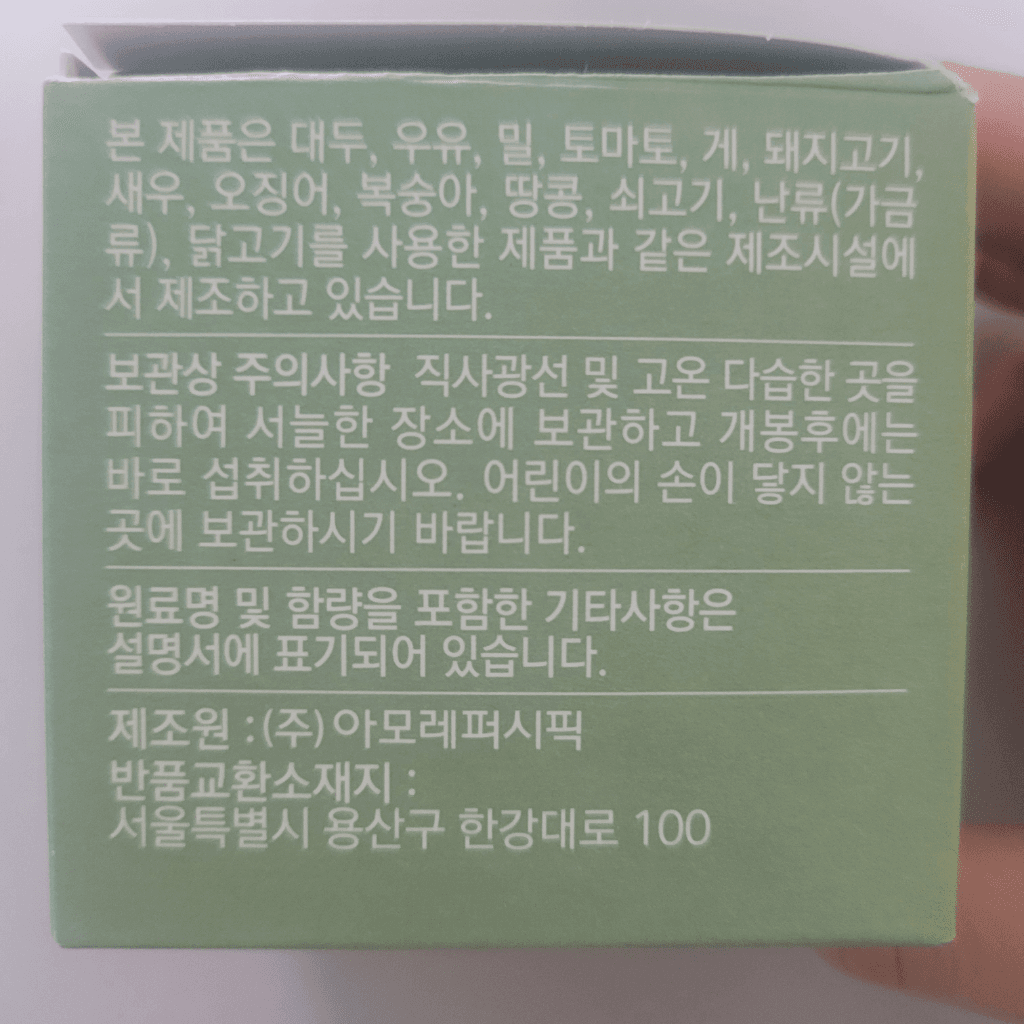 본 제품은 대두, 우유, 밀, 토마토, 게, 돼지고기,
새우, 오징어, 복숭아, 땅콩, 쇠고기, 난류(가금
류), 닭고기를 사용한 제품과 같은 제조시설에
서 제조하고 있습니다.
보관상 주의사항 직사광선 및 고온 다습한 곳을
피하여 서늘한 장소에 보관하고 개봉후에는
바로 섭취하십시오. 어린이의 손이 닿지 않는
곳에 보관하시기 바랍니다.
원료명 및 함량을 포함한 기타사항은
설명서에 표기되어 있습니다.
제조원 :(주)아모레퍼시픽
반품교환소재지 :
서울특별시 용산구 한강대로 100